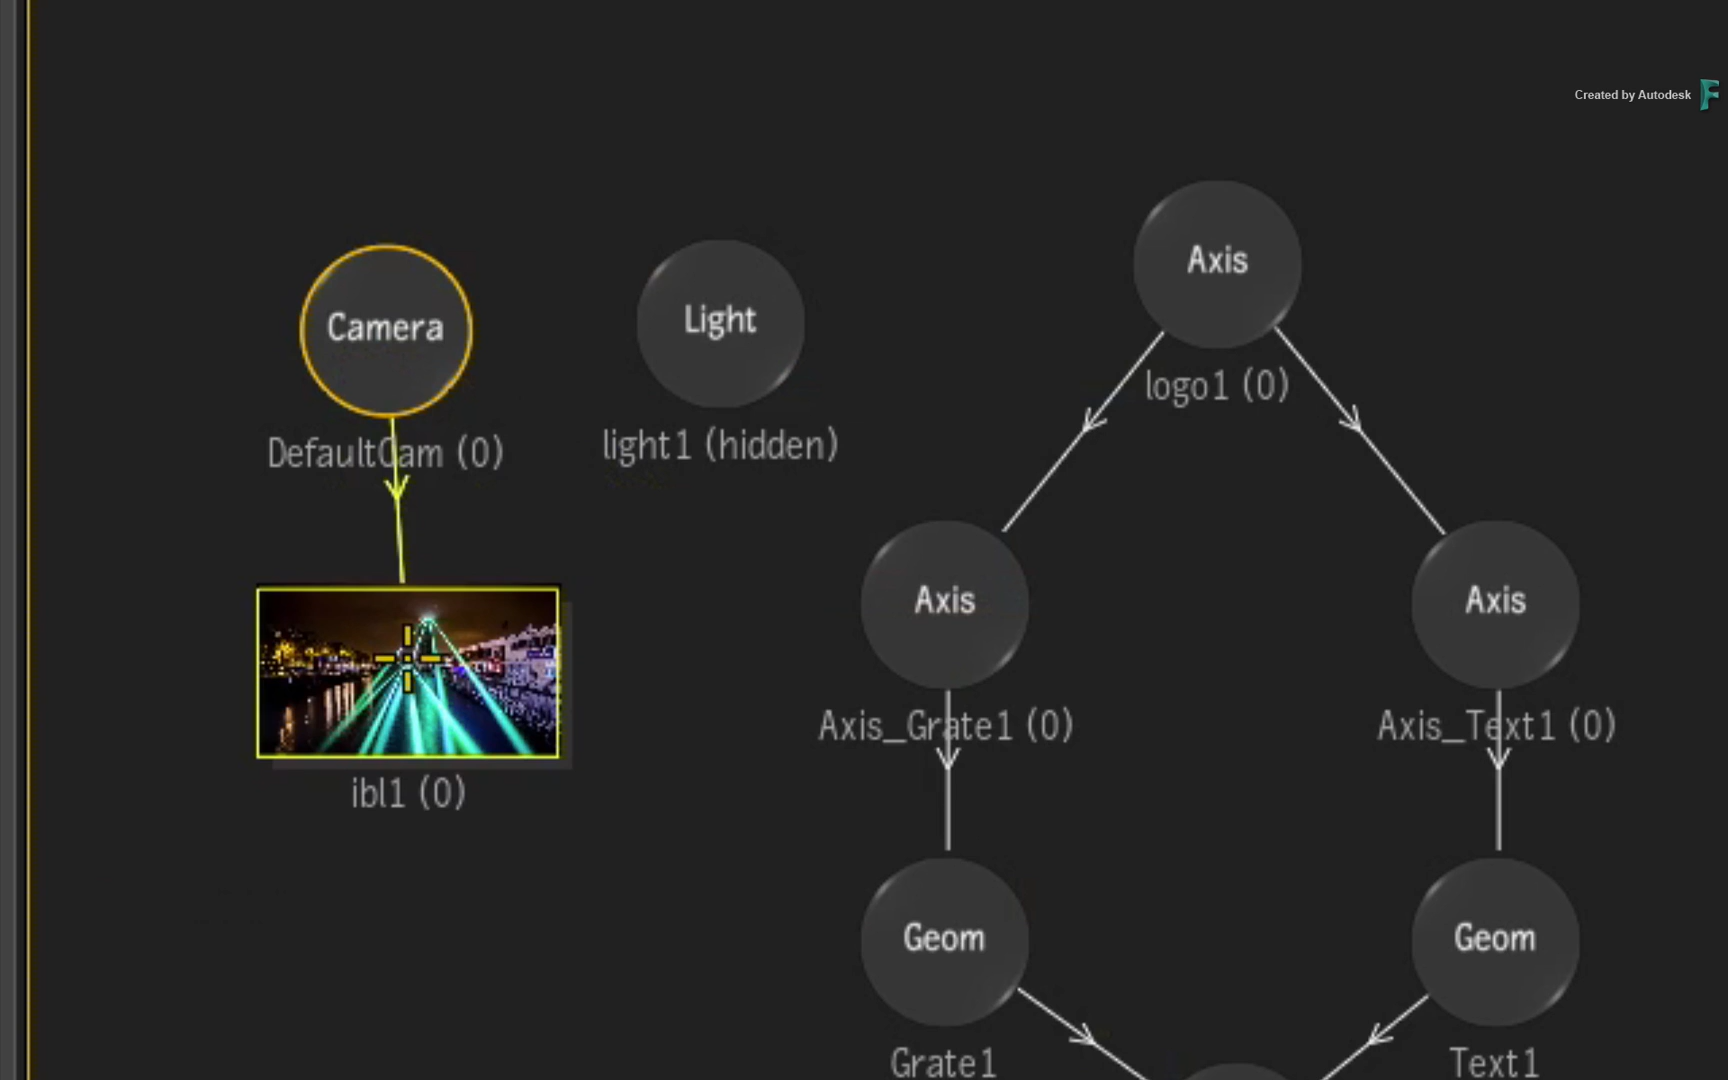 Created by Autodesk
Axis
Camera
Light
logo1 (0)
DefaultCam (0)
light1 (hidden)
Axis
Axis
Axis_Grate1 (0)
Axis_Text1 (0)
ibl1 (0)
Geom
Geom
Grate1
Text1